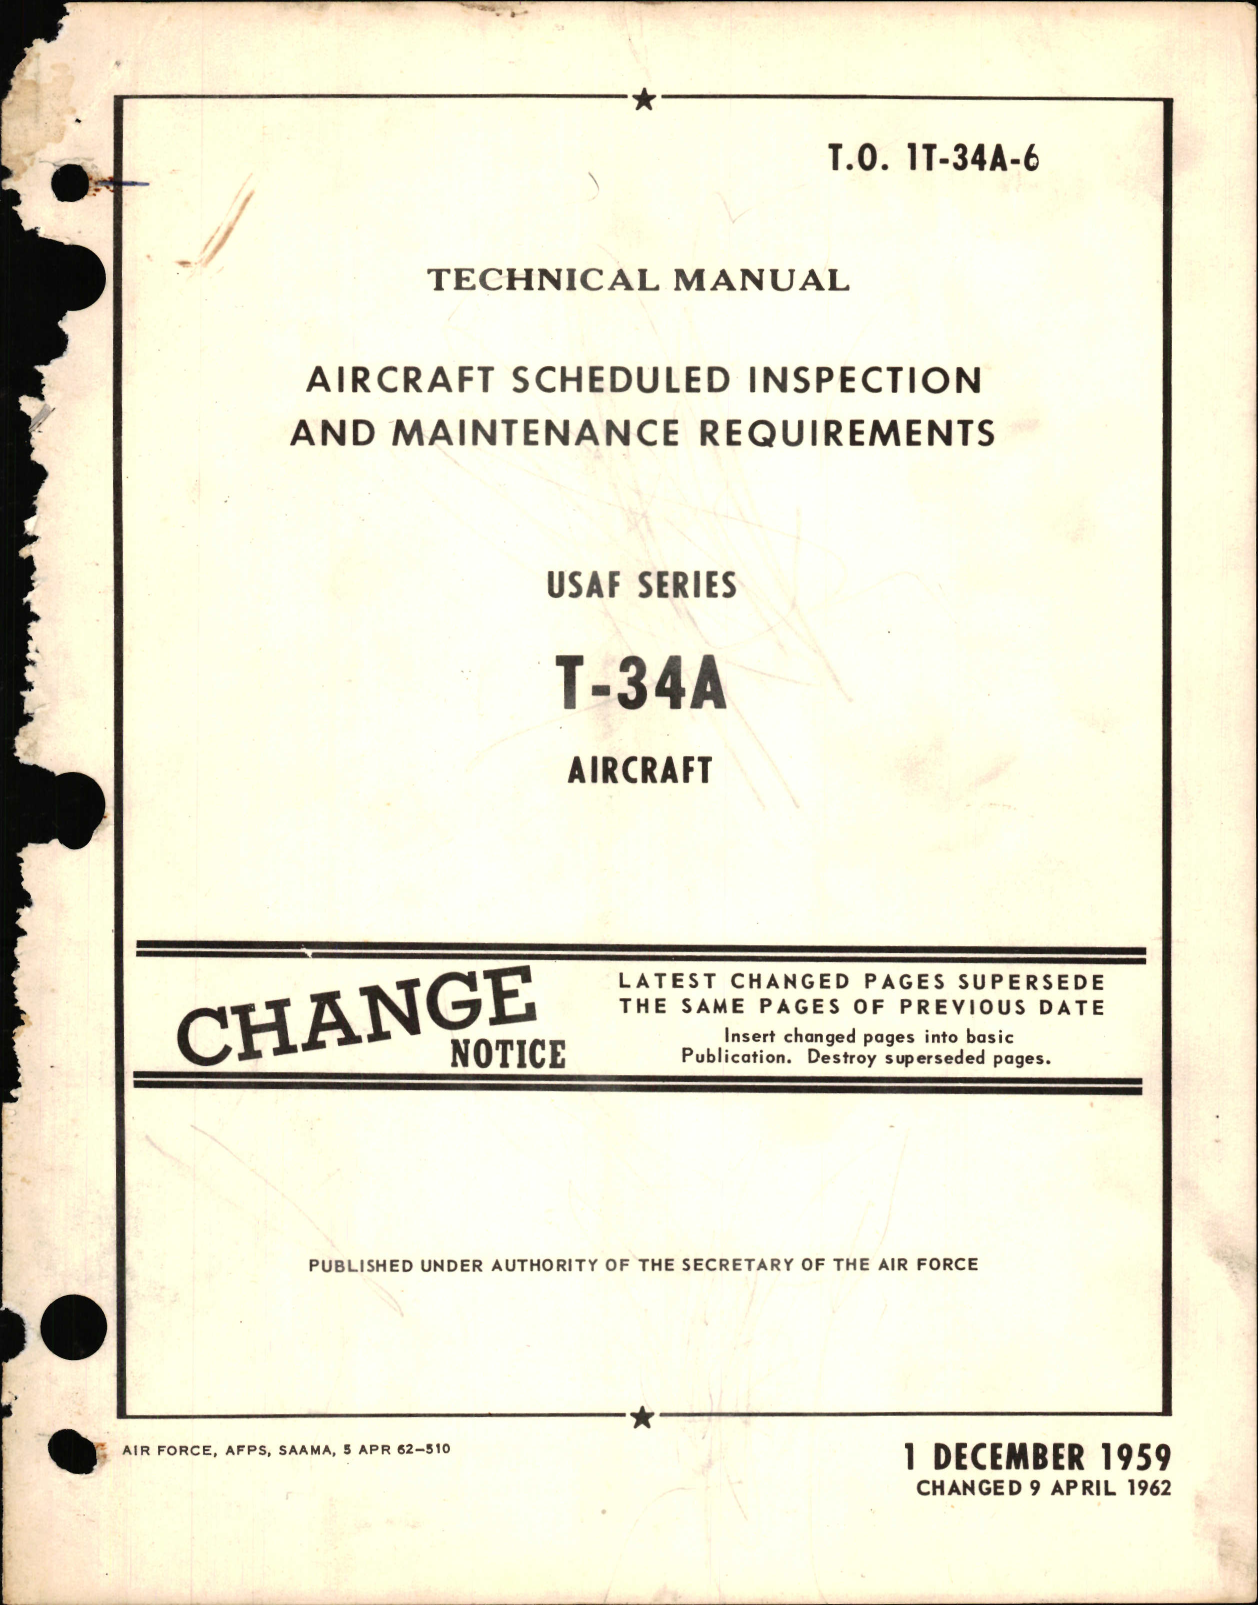 T.O. 1T-34A-6
TECHNICAL MANUAL
AIRCRAFT SCHEDULED INSPECTION
AND MAINTENANCE REQUIREMENTS
USAF SERIES
T-34A
AIRCRAFT
CHANGE
NOTICE
LATEST CHANGED PAGES SUPERSEDE
THE SAME PAGES OF PREVIOUS DATE
Insert changed pages into basic
Publication. Destroy superseded pages.
PUBLISHED UNDER AUTHORITY OF THE SECRETARY OF THE AIR FORCE
AIR FORCE, AFPS, SAAMA, 5 APR 62—510
1 DECEMBER 1959
CHANGED 9 APRIL 1962